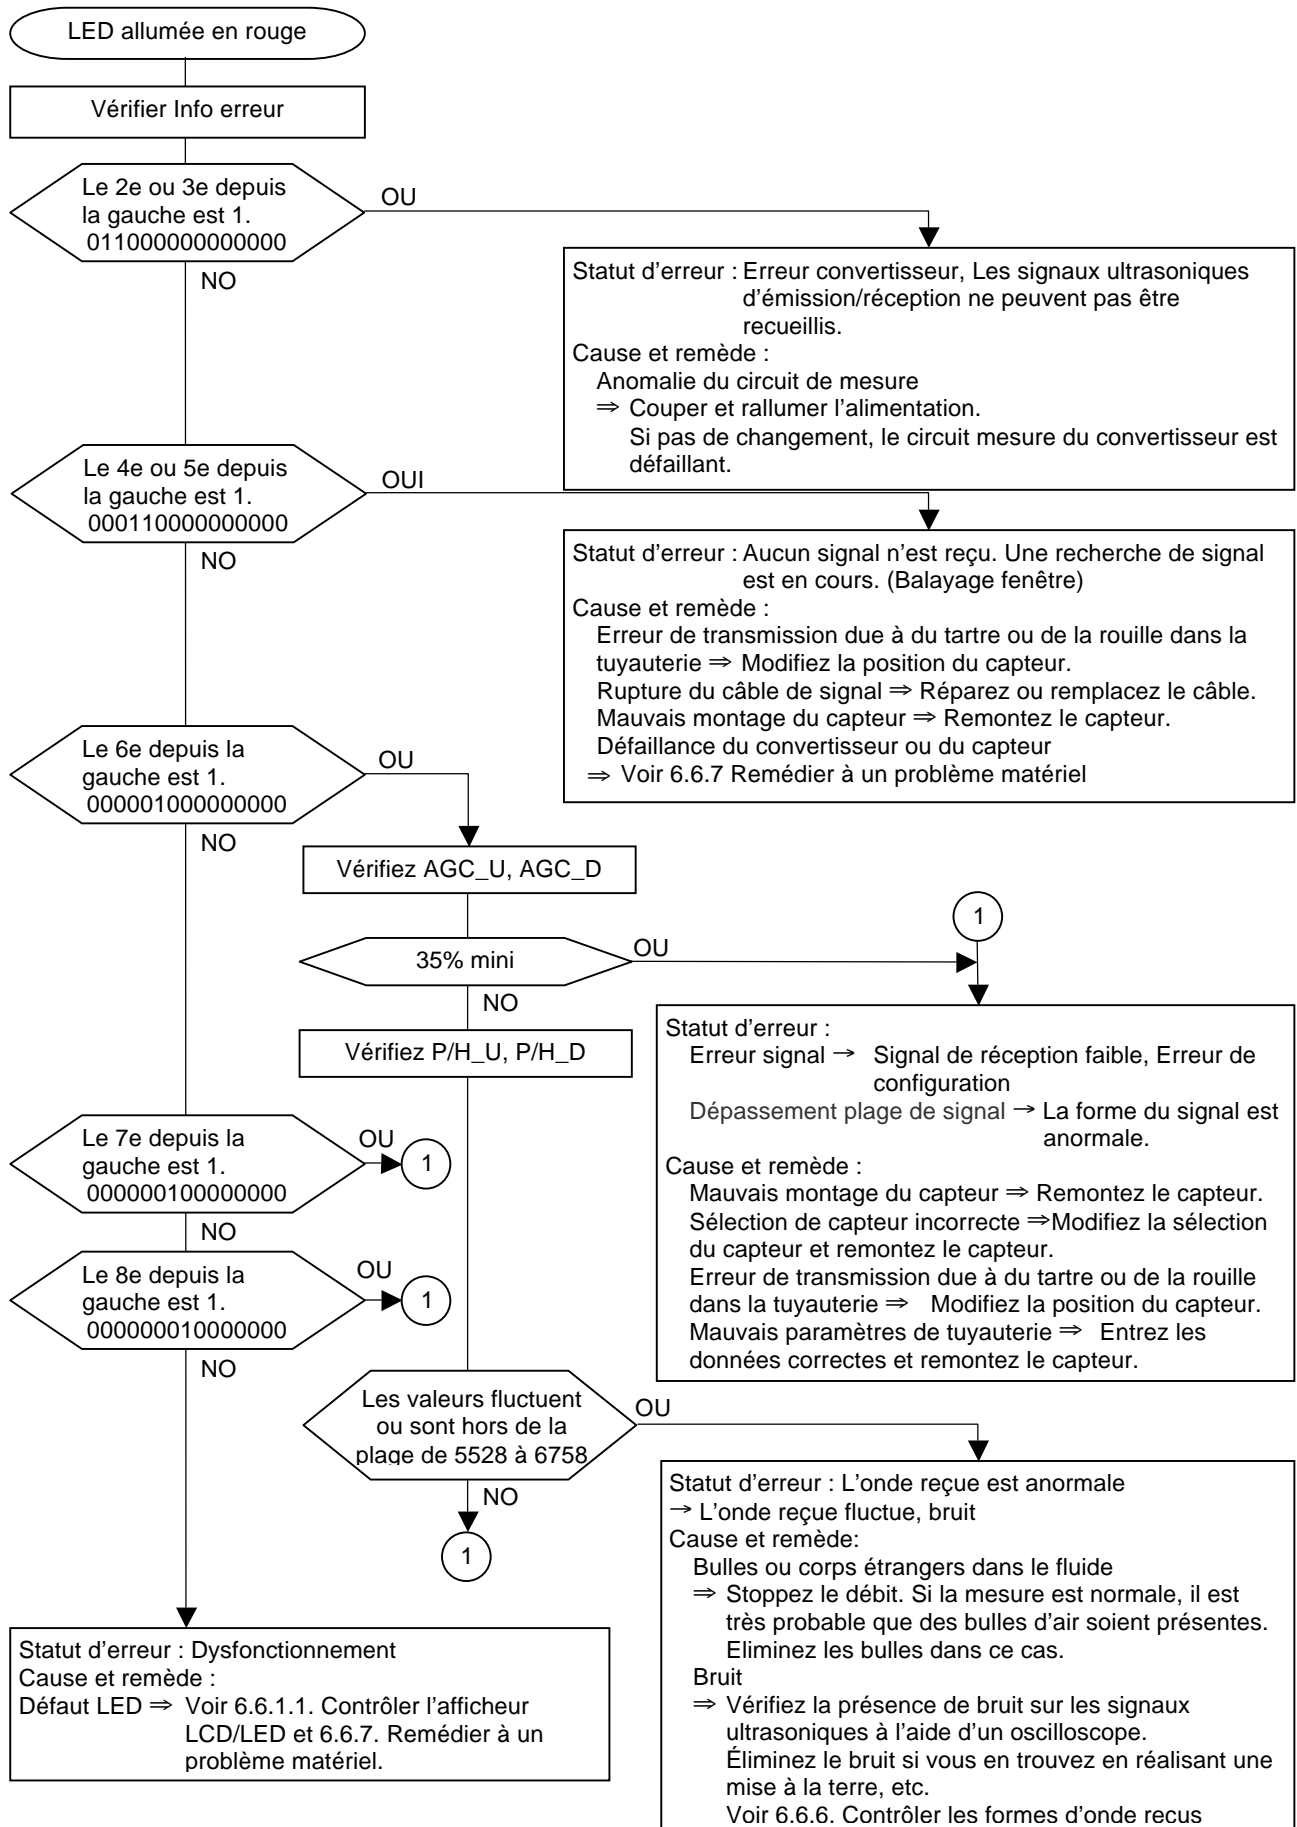 LED allumée en rouge
Vérifier Info erreur
Le 2e ou 3e depuis
la gauche est 1.
011000000000000
OU
NO
Statut d'erreur : Erreur convertisseur, Les signaux ultrasoniques
d'émission/réception ne peuvent pas être
recueillis.
Cause et remède :
Anomalie du circuit de mesure
⇒ Couper et rallumer l'alimentation.
Si pas de changement, le circuit mesure du convertisseur est
défaillant.
Le 4e ou 5e depuis
la gauche est 1.
000110000000000
OUI
NO
Statut d'erreur : Aucun signal n'est reçu. Une recherche de signal
est en cours. (Balayage fenêtre)
Cause et remède :
Erreur de transmission due à du tartre ou de la rouille dans la
tuyauterie ⇒ Modifiez la position du capteur.
Rupture du câble de signal ⇒ Réparez ou remplacez le câble.
Mauvais montage du capteur ⇒ Remontez le capteur.
Défaillance du convertisseur ou du capteur
⇒ Voir 6.6.7 Remédier à un problème matériel
Le 6e depuis la
gauche est 1.
000001000000000
OU
NO
Vérifiez AGC_U, AGC_D
35% mini
OU
NO
1
Vérifiez P/H_U, P/H_D
Statut d'erreur :
Erreur signal → Signal de réception faible, Erreur de
configuration
Dépassement plage de signal → La forme du signal est
anormale.
Cause et remède :
Mauvais montage du capteur ⇒ Remontez le capteur.
Sélection de capteur incorrecte ⇒Modifiez la sélection
du capteur et remontez le capteur.
Erreur de transmission due à du tartre ou de la rouille
dans la tuyauterie ⇒ Modifiez la position du capteur.
Mauvais paramètres de tuyauterie ⇒ Entrez les
données correctes et remontez le capteur.
Le 7e depuis la
gauche est 1.
000000100000000
OU
1
NO
Le 8e depuis la
gauche est 1.
000000010000000
OU
1
NO
Les valeurs fluctuent
ou sont hors de la
plage de 5528 à 6758
OU
NO
1
Statut d'erreur : L'onde reçue est anormale
→ L'onde reçue fluctue, bruit
Cause et remède:
Bulles ou corps étrangers dans le fluide
⇒ Stoppez le débit. Si la mesure est normale, il est
très probable que des bulles d'air soient présentes.
Eliminez les bulles dans ce cas.
Bruit
⇒ Vérifiez la présence de bruit sur les signaux
ultrasoniques à l'aide d'un oscilloscope.
Éliminez le bruit si vous en trouvez en réalisant une
mise à la terre, etc.
Voir 6.6.6. Contrôler les formes d'onde reçus
Statut d'erreur : Dysfonctionnement
Cause et remède :
Défaut LED ⇒ Voir 6.6.1.1. Contrôler l'afficheur
LCD/LED et 6.6.7. Remédier à un
problème matériel.